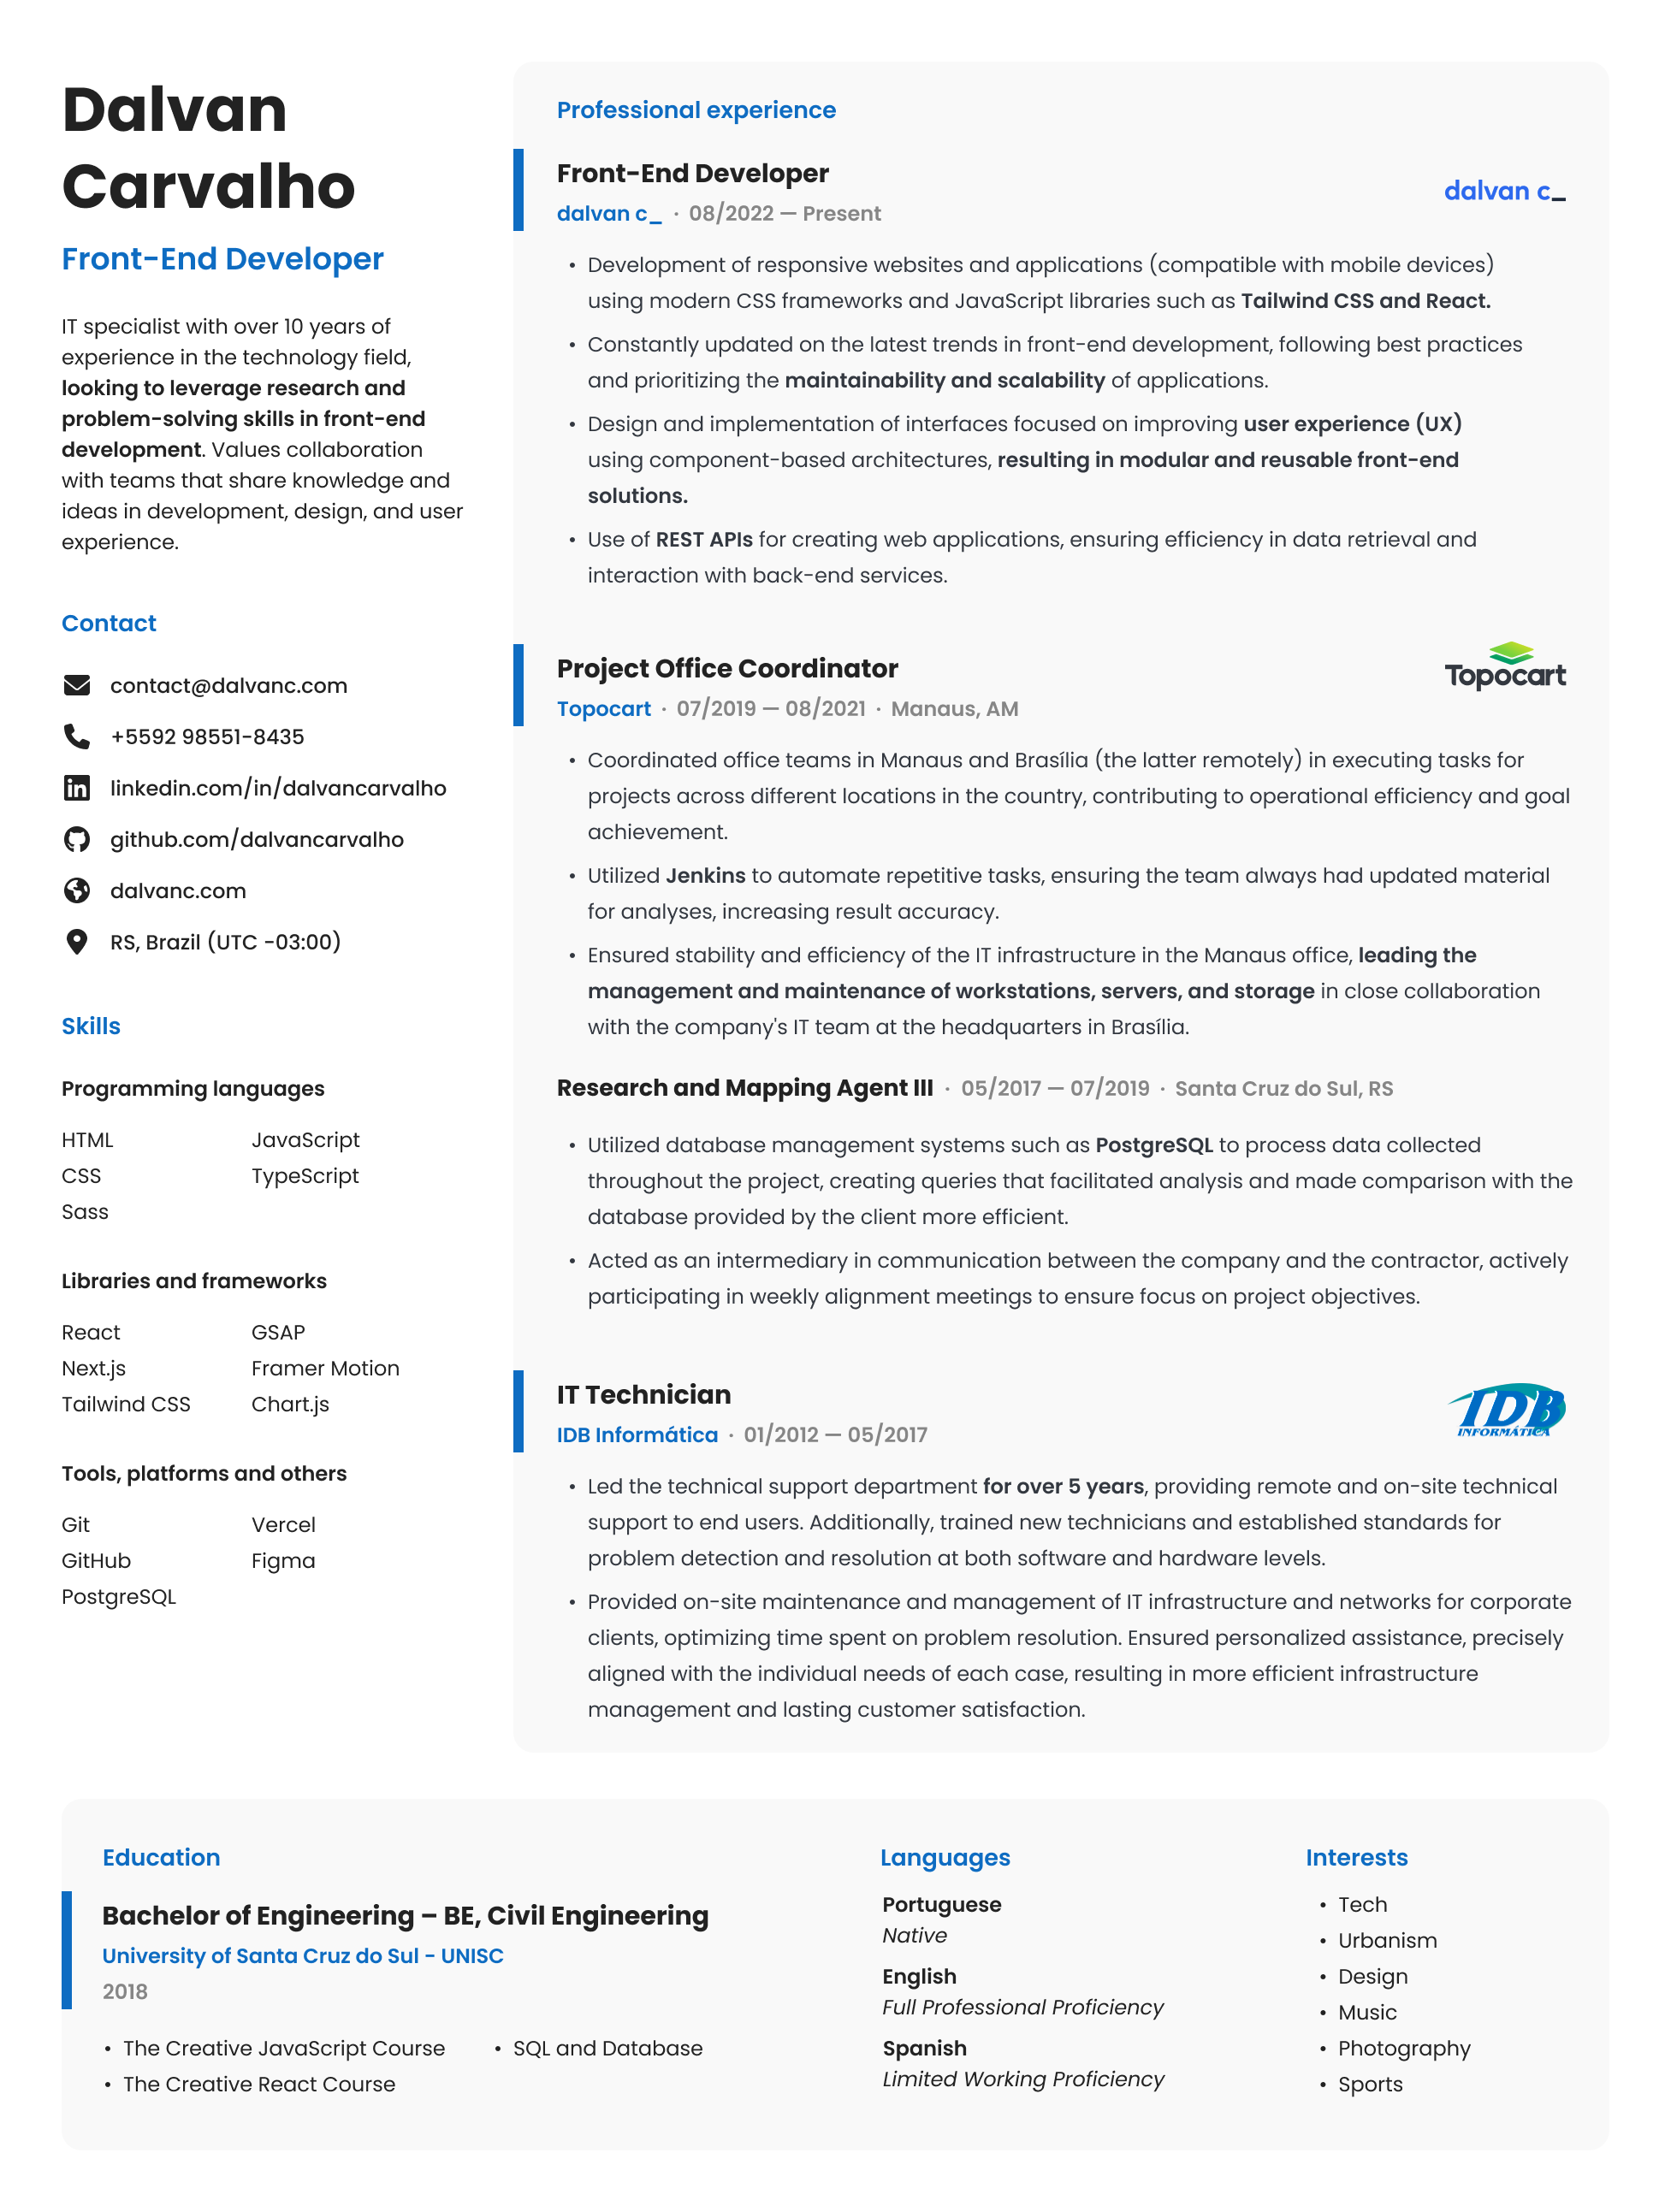 Dalvan
Carvalho
Front-End Developer
IT specialist with over 10 years of
experience in the technology field,
looking to leverage research and
problem-solving skills in front-end
development. Values collaboration
with teams that share knowledge and
ideas in development, design, and user
experience.
Contact
contact@dalvanc.com
+5592 98551-8435
linkedin.com/in/dalvancarvalho
github.com/dalvancarvalho
dalvanc.com
RS, Brazil (UTC -03:00)
Skills
Programming languages
HTML JavaScript
CSS TypeScript
Sass
Libraries and frameworks
React GSAP
Next.js Framer Motion
Tailwind CSS Chart.js
Tools, platforms and others
Git Vercel
GitHub Figma
PostgreSQL
Professional experience
Front-End Developer
dalvan c_
dalvan c_ · 08/2022 — Present
• Development of responsive websites and applications (compatible with mobile devices)
using modern CSS frameworks and JavaScript libraries such as Tailwind CSS and React.
• Constantly updated on the latest trends in front-end development, following best practices
and prioritizing the maintainability and scalability of applications.
• Design and implementation of interfaces focused on improving user experience (UX)
using component-based architectures, resulting in modular and reusable front-end
solutions.
• Use of REST APIs for creating web applications, ensuring efficiency in data retrieval and
interaction with back-end services.
Project Office Coordinator
Topocart
Topocart · 07/2019 — 08/2021 · Manaus, AM
• Coordinated office teams in Manaus and Brasília (the latter remotely) in executing tasks for
projects across different locations in the country, contributing to operational efficiency and goal
achievement.
• Utilized Jenkins to automate repetitive tasks, ensuring the team always had updated material
for analyses, increasing result accuracy.
• Ensured stability and efficiency of the IT infrastructure in the Manaus office, leading the
management and maintenance of workstations, servers, and storage in close collaboration
with the company's IT team at the headquarters in Brasília.
Research and Mapping Agent III · 05/2017 — 07/2019 · Santa Cruz do Sul, RS
• Utilized database management systems such as PostgreSQL to process data collected
throughout the project, creating queries that facilitated analysis and made comparison with the
database provided by the client more efficient.
• Acted as an intermediary in communication between the company and the contractor, actively
participating in weekly alignment meetings to ensure focus on project objectives.
IT Technician
IDB
INFORMÁTICA
IDB Informática · 01/2012 — 05/2017
• Led the technical support department for over 5 years, providing remote and on-site technical
support to end users. Additionally, trained new technicians and established standards for
problem detection and resolution at both software and hardware levels.
• Provided on-site maintenance and management of IT infrastructure and networks for corporate
clients, optimizing time spent on problem resolution. Ensured personalized assistance, precisely
aligned with the individual needs of each case, resulting in more efficient infrastructure
management and lasting customer satisfaction.
Education
Bachelor of Engineering – BE, Civil Engineering
University of Santa Cruz do Sul - UNISC
2018
• The Creative JavaScript Course • SQL and Database
• The Creative React Course
Languages
Portuguese
Native
English
Full Professional Proficiency
Spanish
Limited Working Proficiency
Interests
• Tech
• Urbanism
• Design
• Music
• Photography
• Sports